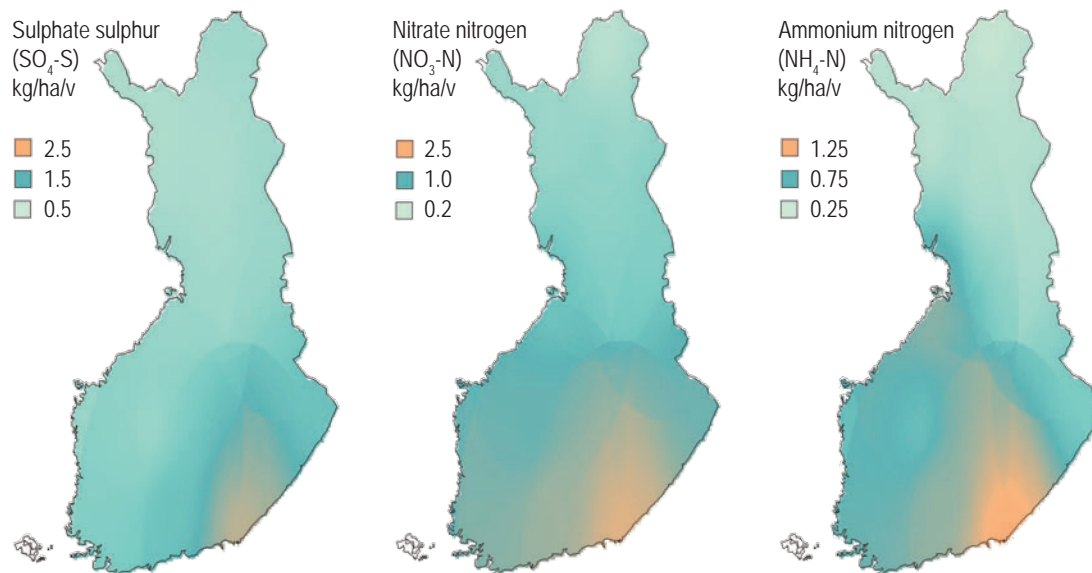 Sulphate sulphur
(SO₄-S)
kg/ha/v
2.5
1.5
0.5
Nitrate nitrogen
(NO₃-N)
kg/ha/v
2.5
1.0
0.2
Ammonium nitrogen
(NH₄-N)
kg/ha/v
1.25
0.75
0.25